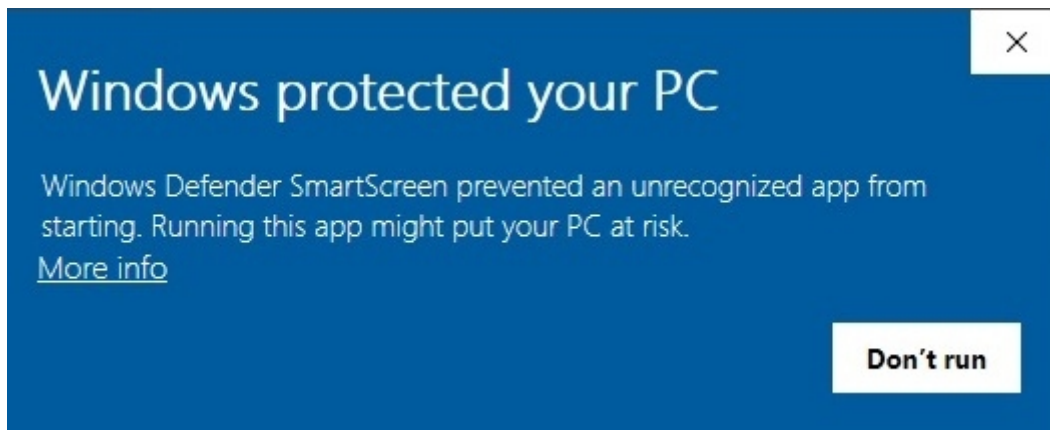 Windows protected your PC
Windows Defender SmartScreen prevented an unrecognized app from
starting. Running this app might put your PC at risk.
More info
Don’t run